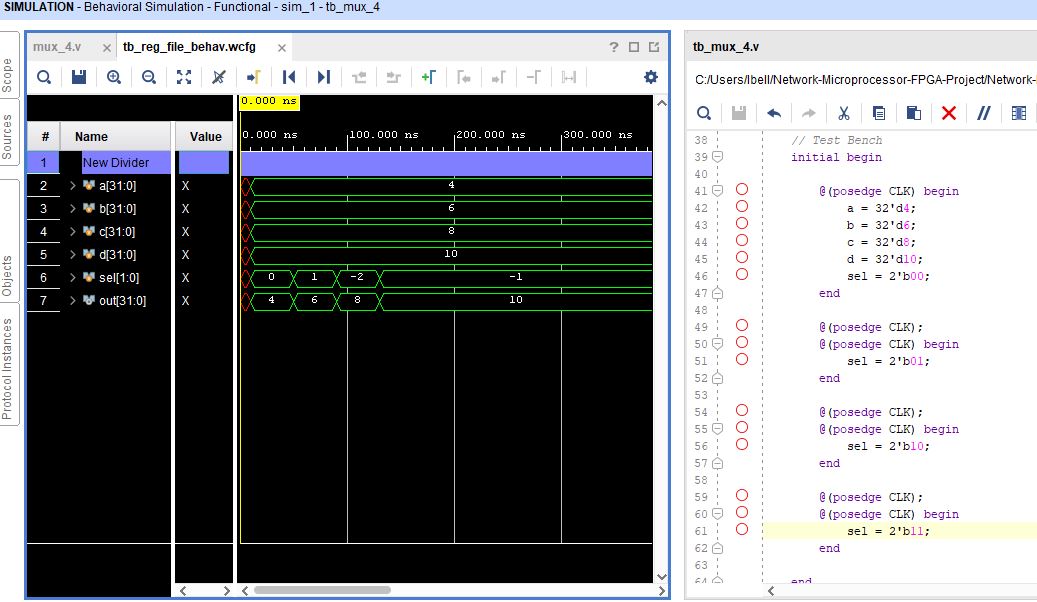 SIMULATION - Behavioral Simulation - Functional - sim_1 - tb_mux_4
Scope
Sources
Objects
Protocol Instances
mux_4.v
tb_reg_file_behav.wcfg
0.000 ns
# Name Value
0.000 ns 100.000 ns 200.000 ns 300.000 ns
1 New Divider
2 a[31:0] X 4
3 b[31:0] X 6
4 c[31:0] X 8
5 d[31:0] X 10
6 sel[1:0] X 0 1 -2 -1
7 out[31:0] X 4 6 8 10
tb_mux_4.v
C:/Users/lbell/Network-Microprocessor-FPGA-Project/Network-
38 // Test Bench
39 initial begin
40
41 @(posedge CLK) begin
42 a = 32'd4;
43 b = 32'd6;
44 c = 32'd8;
45 d = 32'd10;
46 sel = 2'b00;
47 end
48
49 @(posedge CLK);
50 @(posedge CLK) begin
51 sel = 2'b01;
52 end
53
54 @(posedge CLK);
55 @(posedge CLK) begin
56 sel = 2'b10;
57 end
58
59 @(posedge CLK);
60 @(posedge CLK) begin
61 sel = 2'b11;
62 end
63
64 end